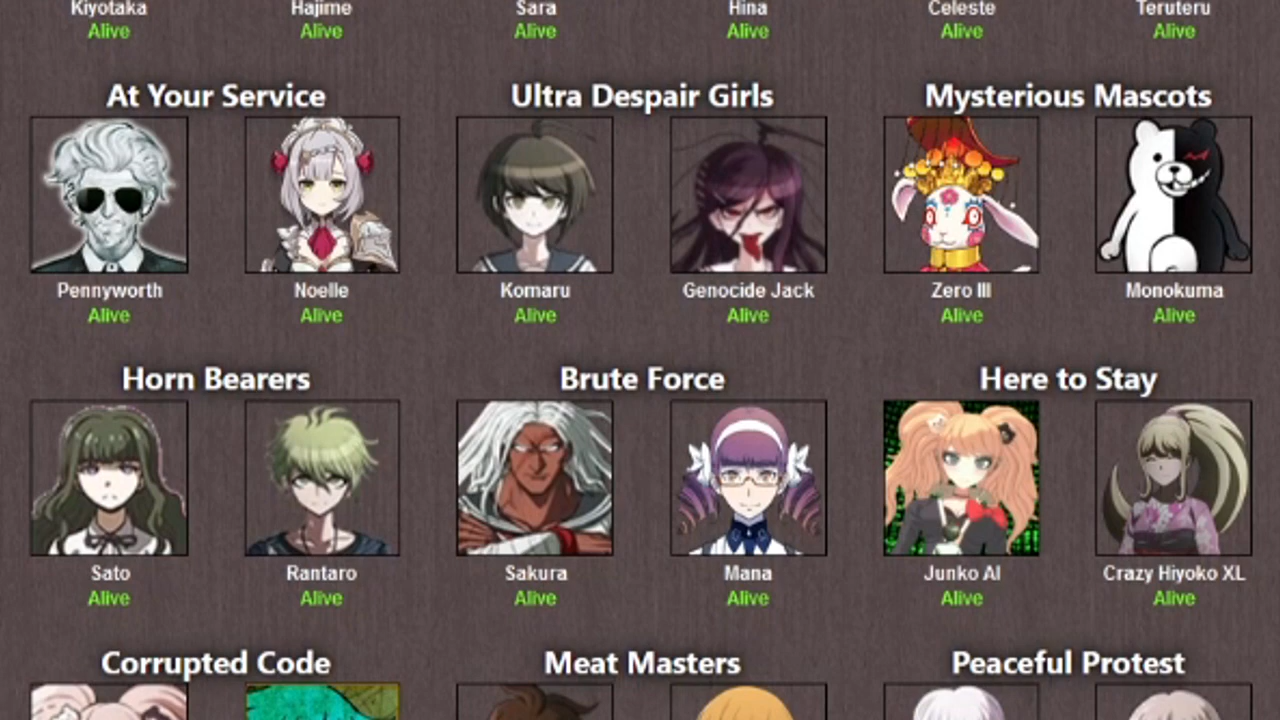 Kiyotaka Hajime Sara Hina Celeste Teruteru
Alive Alive Alive Alive Alive Alive
At Your Service Ultra Despair Girls Mysterious Mascots
Pennyworth Noelle Komaru Genocide Jack Zero III Monokuma
Alive Alive Alive Alive Alive Alive
Horn Bearers Brute Force Here to Stay
Sato Rantaro Sakura Mana Junko AI Crazy Hiyoko XL
Alive Alive Alive Alive Alive Alive
Corrupted Code Meat Masters Peaceful Protest